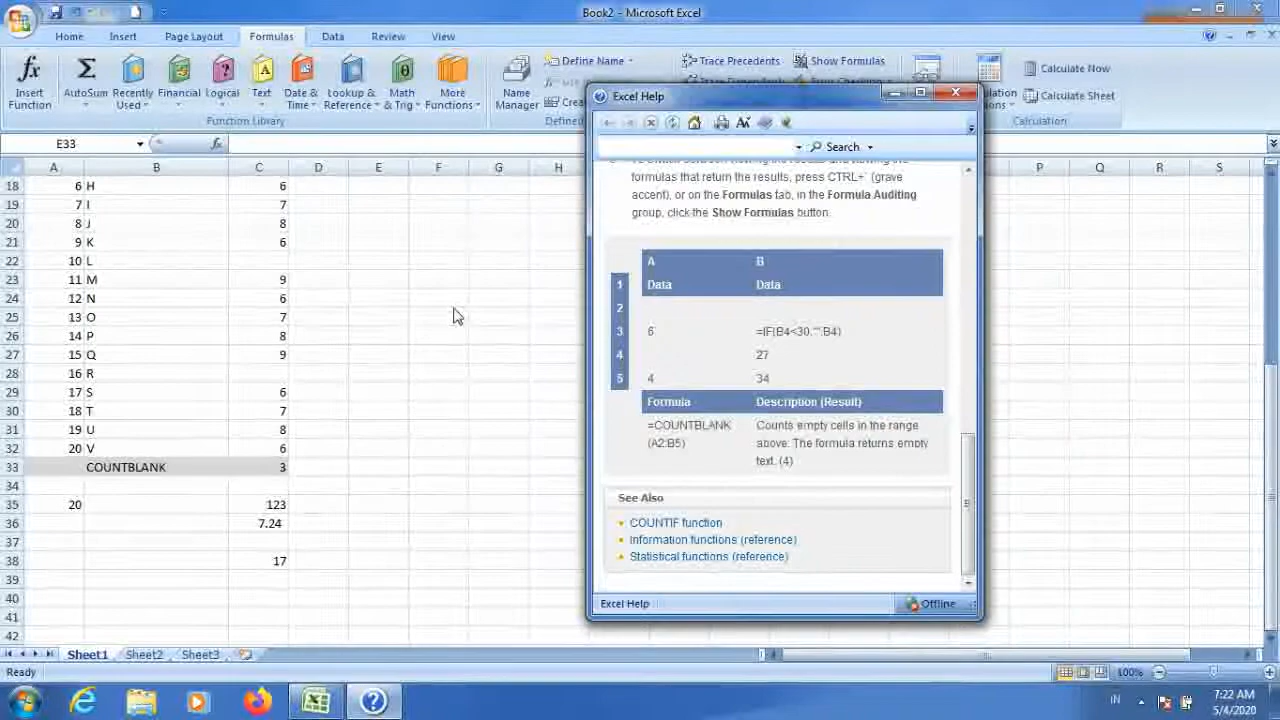 Book2 - Microsoft Excel
Home Insert Page Layout Formulas Data Review View
Insert Function
AutoSum
Recently Used
Financial
Logical
Text
Date & Time
Lookup & Reference
Math & Trig
More Functions
Function Library
Name Manager
Define Name
Trace Precedents
Show Formulas
Calculate Now
Calculate Sheet
Calculation
E33
fx
A B C D E F G H P Q R S
18 6 H 6
19 7 I 7
20 8 J 8
21 9 K 6
22 10 L
23 11 M 9
24 12 N 6
25 13 O 7
26 14 P 8
27 15 Q 9
28 16 R
29 17 S 6
30 18 T 7
31 19 U 8
32 20 V 6
33 COUNTBLANK 3
34
35 20 123
36 7.24
37
38 17
39
40
41
42
Sheet1 Sheet2 Sheet3
Ready
100%
Excel Help
Search
formulas that return the results, press CTRL+` (grave
accent), or on the Formulas tab, in the Formula Auditing
group, click the Show Formulas button.
A B
1 Data Data
2
3 6 =IF(B4<30,"",B4)
4 27
5 4 34
Formula Description (Result)
=COUNTBLANK Counts empty cells in the range
(A2:B5) above. The formula returns empty
text. (4)
See Also
COUNTIF function
Information functions (reference)
Statistical functions (reference)
Excel Help
Offline
IN
7:22 AM
5/4/2020